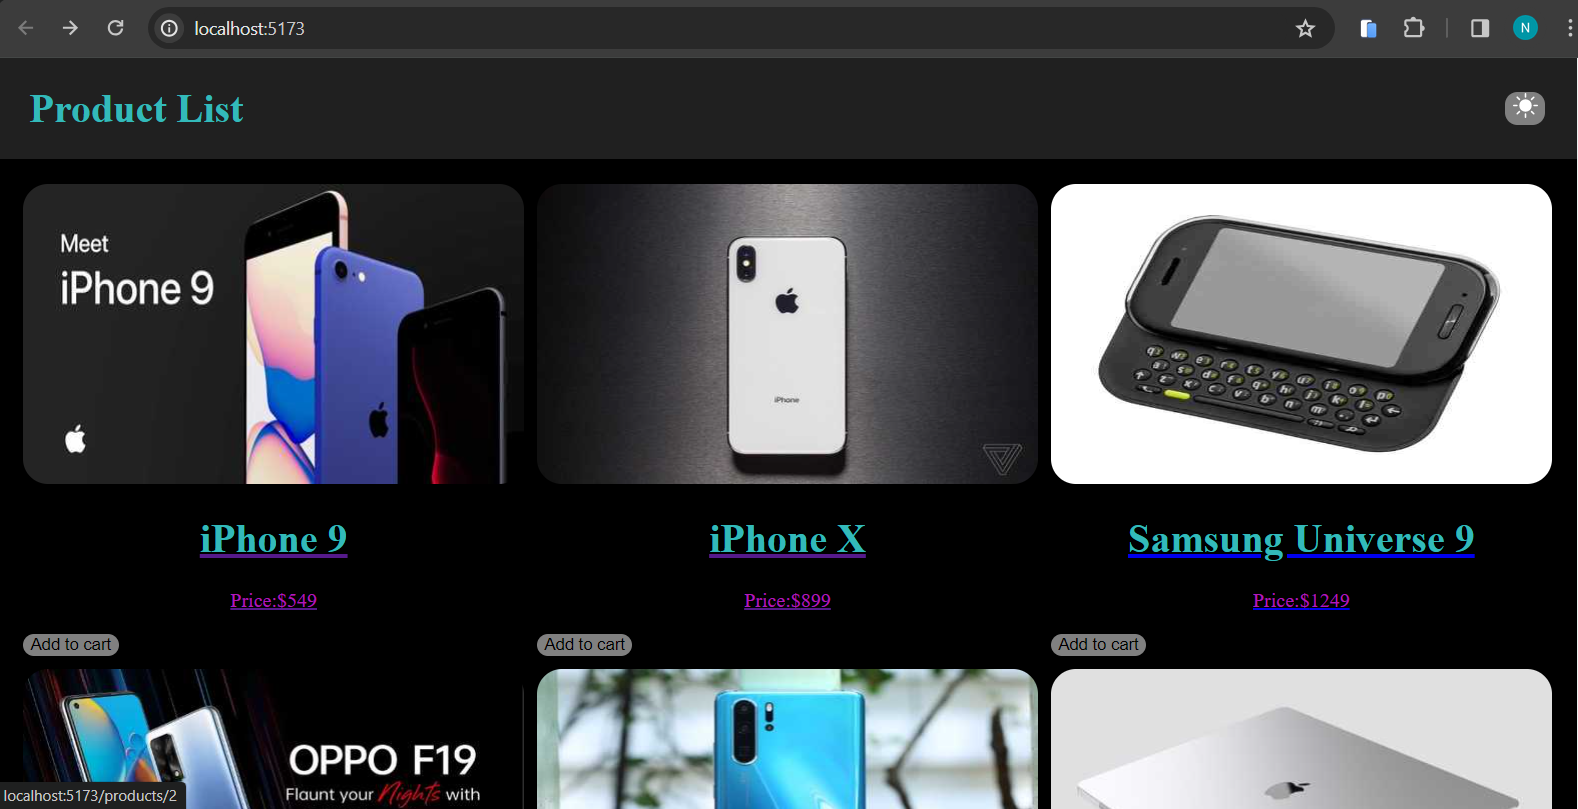 localhost:5173
N
Product List
Meet
iPhone 9
iPhone
iPhone 9
iPhone X
Samsung Universe 9
Price:$549
Price:$899
Price:$1249
Add to cart
Add to cart
Add to cart
OPPO F19
Flaunt your Nights with
localhost:5173/products/2